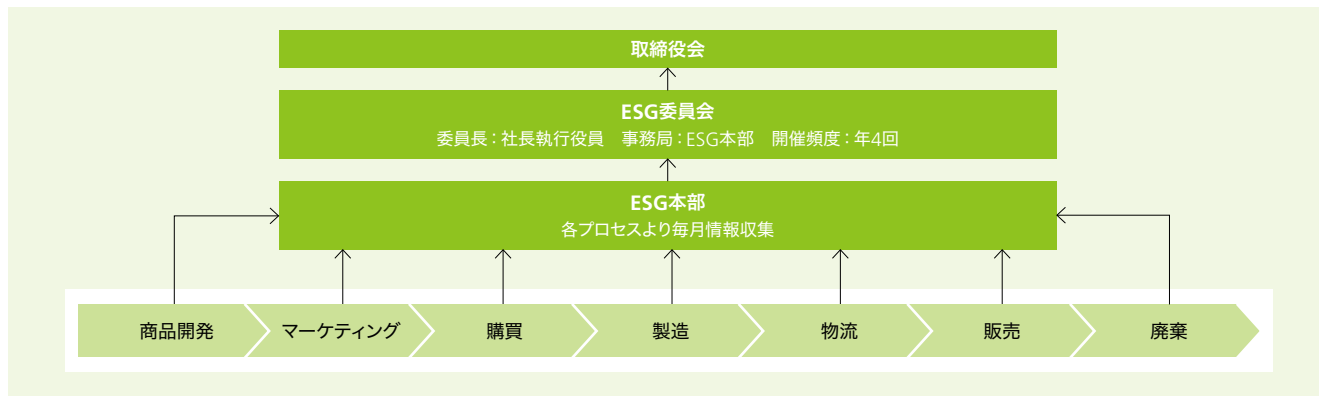 取締役会
ESG委員会
委員長：社長執行役員　事務局：ESG本部　開催頻度：年4回
ESG本部
各プロセスより毎月情報収集
商品開発
マーケティング
購買
製造
物流
販売
廃棄